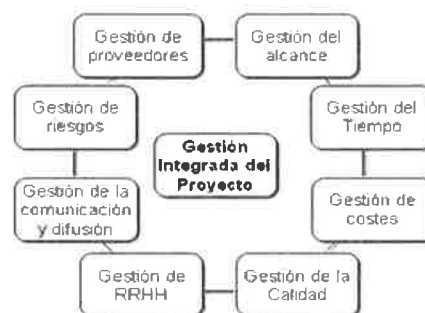 Gestión de
proveedores
Gestión del
alcance
Gestión de
riesgos
Gestión del
Tiempo
Gestión
Integrada del
Proyecto
Gestión de la
comunicación
y difusión
Gestión de
costes
Gestión de
RRHH
Gestión de la
Calidad